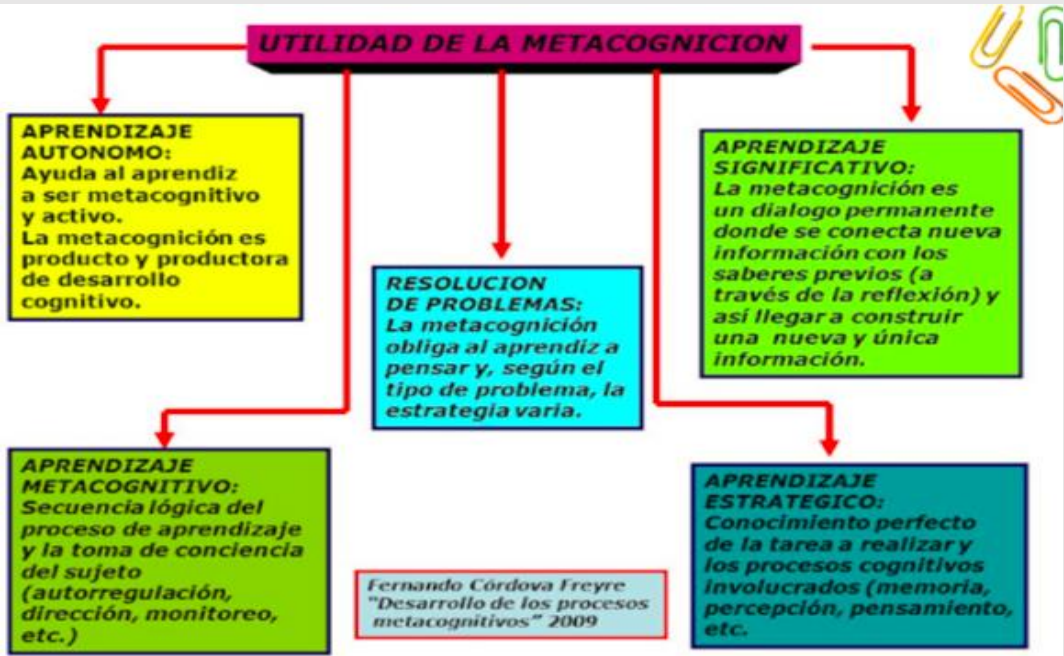 UTILIDAD DE LA METACOGNICION
APRENDIZAJE
AUTONOMO:
Ayuda al aprendiz
a ser metacognitivo
y activo.
La metacognición es
producto y productora
de desarrollo
cognitivo.
RESOLUCION
DE PROBLEMAS:
La metacognición
obliga al aprendiz a
pensar y, según el
tipo de problema, la
estrategia varia.
APRENDIZAJE
SIGNIFICATIVO:
La metacognición es
un dialogo permanente
donde se conecta nueva
información con los
saberes previos (a
través de la reflexión) y
así llegar a construir
una nueva y única
información.
APRENDIZAJE
METACOGNITIVO:
Secuencia lógica del
proceso de aprendizaje
y la toma de conciencia
del sujeto
(autorregulación,
dirección, monitoreo,
etc.)
Fernando Córdova Freyre
"Desarrollo de los procesos
metacognitivos" 2009
APRENDIZAJE
ESTRATEGICO:
Conocimiento perfecto
de la tarea a realizar y
los procesos cognitivos
involucrados (memoria,
percepción, pensamiento,
etc.